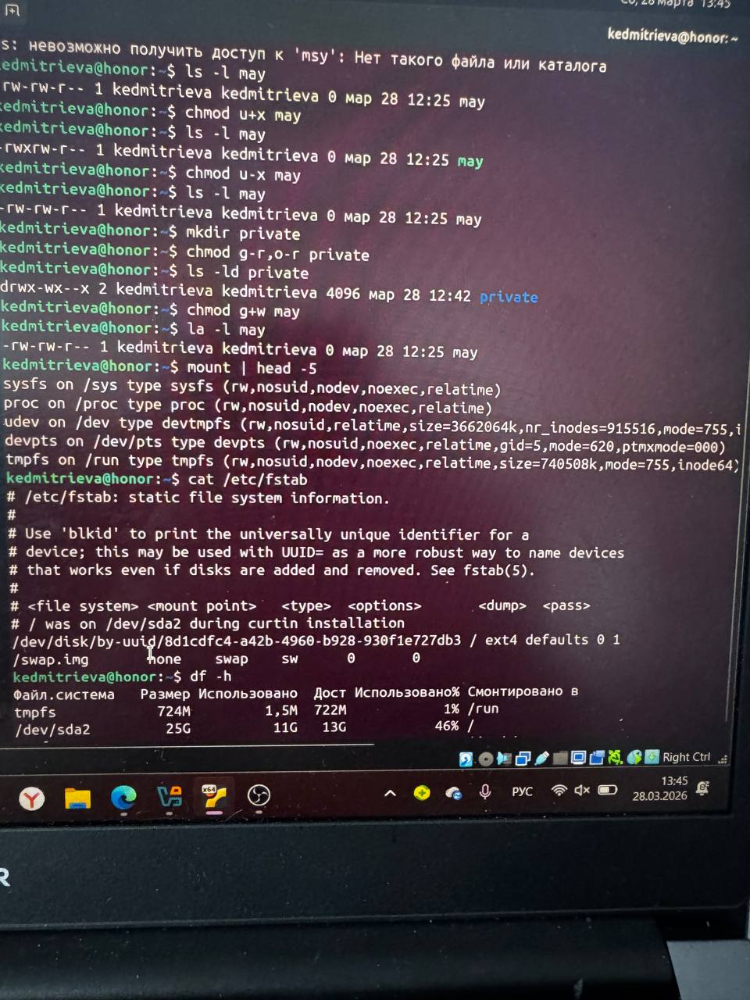 kedmitrieva@honor: ~
s: невозможно получить доступ к 'msy': Нет такого файла или каталога
kedmitrieva@honor:~$ ls -l may
rw-rw-r-- 1 kedmitrieva kedmitrieva 0 мар 28 12:25 may
kedmitrieva@honor:~$ chmod u+x may
kedmitrieva@honor:~$ ls -l may
-rwxrw-r-- 1 kedmitrieva kedmitrieva 0 мар 28 12:25 may
kedmitrieva@honor:~$ chmod u-x may
kedmitrieva@honor:~$ ls -l may
-rw-rw-r-- 1 kedmitrieva kedmitrieva 0 мар 28 12:25 may
kedmitrieva@honor:~$ mkdir private
kedmitrieva@honor:~$ chmod g-r,o-r private
kedmitrieva@honor:~$ ls -ld private
drwx-wx--x 2 kedmitrieva kedmitrieva 4096 мар 28 12:42 private
kedmitrieva@honor:~$ chmod g+w may
kedmitrieva@honor:~$ la -l may
-rw-rw-r-- 1 kedmitrieva kedmitrieva 0 мар 28 12:25 may
kedmitrieva@honor:~$ mount | head -5
sysfs on /sys type sysfs (rw,nosuid,nodev,noexec,relatime)
proc on /proc type proc (rw,nosuid,nodev,noexec,relatime)
udev on /dev type devtmpfs (rw,nosuid,relatime,size=3662064k,nr_inodes=915516,mode=755,i
devpts on /dev/pts type devpts (rw,nosuid,noexec,relatime,gid=5,mode=620,ptmxmode=000)
tmpfs on /run type tmpfs (rw,nosuid,nodev,noexec,relatime,size=740508k,mode=755,inode64)
kedmitrieva@honor:~$ cat /etc/fstab
# /etc/fstab: static file system information.
#
# Use 'blkid' to print the universally unique identifier for a
# device; this may be used with UUID= as a more robust way to name devices
# that works even if disks are added and removed. See fstab(5).
#
# <file system> <mount point> <type> <options> <dump> <pass>
# / was on /dev/sda2 during curtin installation
/dev/disk/by-uuid/8d1cdfc4-a42b-4960-b928-930f1e727db3 / ext4 defaults 0 1
/swap.img none swap sw 0 0
kedmitrieva@honor:~$ df -h
Файл.система Размер Использовано Дост Использовано% Смонтировано в
tmpfs 724M 1,5M 722M 1% /run
/dev/sda2 25G 11G 13G 46% /
Right Ctrl
x64
РУС
13:45
28.03.2026
R